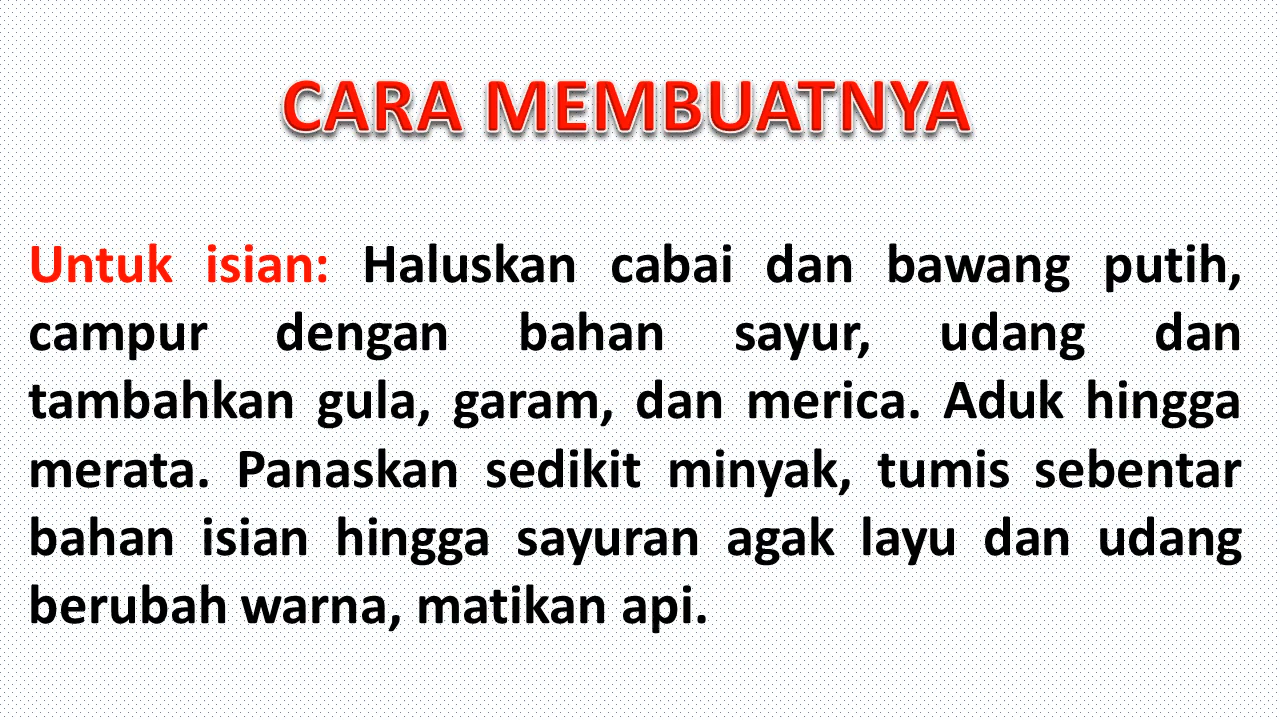 CARA MEMBUATNYA
Untuk isian: Haluskan cabai dan bawang putih,
campur dengan bahan sayur, udang dan
tambahkan gula, garam, dan merica. Aduk hingga
merata. Panaskan sedikit minyak, tumis sebentar
bahan isian hingga sayuran agak layu dan udang
berubah warna, matikan api.